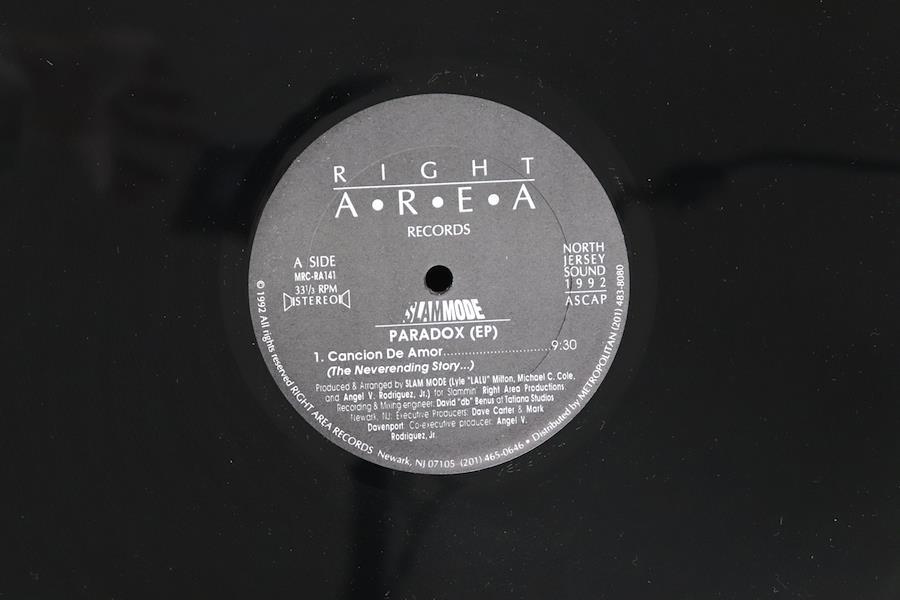 RIGHT
A•R•E•A
RECORDS
A SIDE
MRC-RA141
33⅓ RPM
STEREO
NORTH
JERSEY
SOUND
1992
ASCAP
SLAMMODE
PARADOX (EP)
1. Cancion De Amor..............................9:30
(The Neverending Story...)
Produced & Arranged by SLAM MODE (Lyle "LALU" Milton, Michael C. Cole,
and Angel V. Rodriguez, Jr.) for Slammin' Right Area Productions
Recording & Mixing engineer: David "db" Benus at Tatiana Studios
Newark, NJ: Executive Producers: Dave Carter & Mark
Davenport. Co-executive producer: Angel V.
Rodriguez, Jr.
© 1992 All rights reserved RIGHT AREA RECORDS Newark, NJ 07105 (201) 465-0646 • Distributed by METROPOLITAN (201) 483-8080